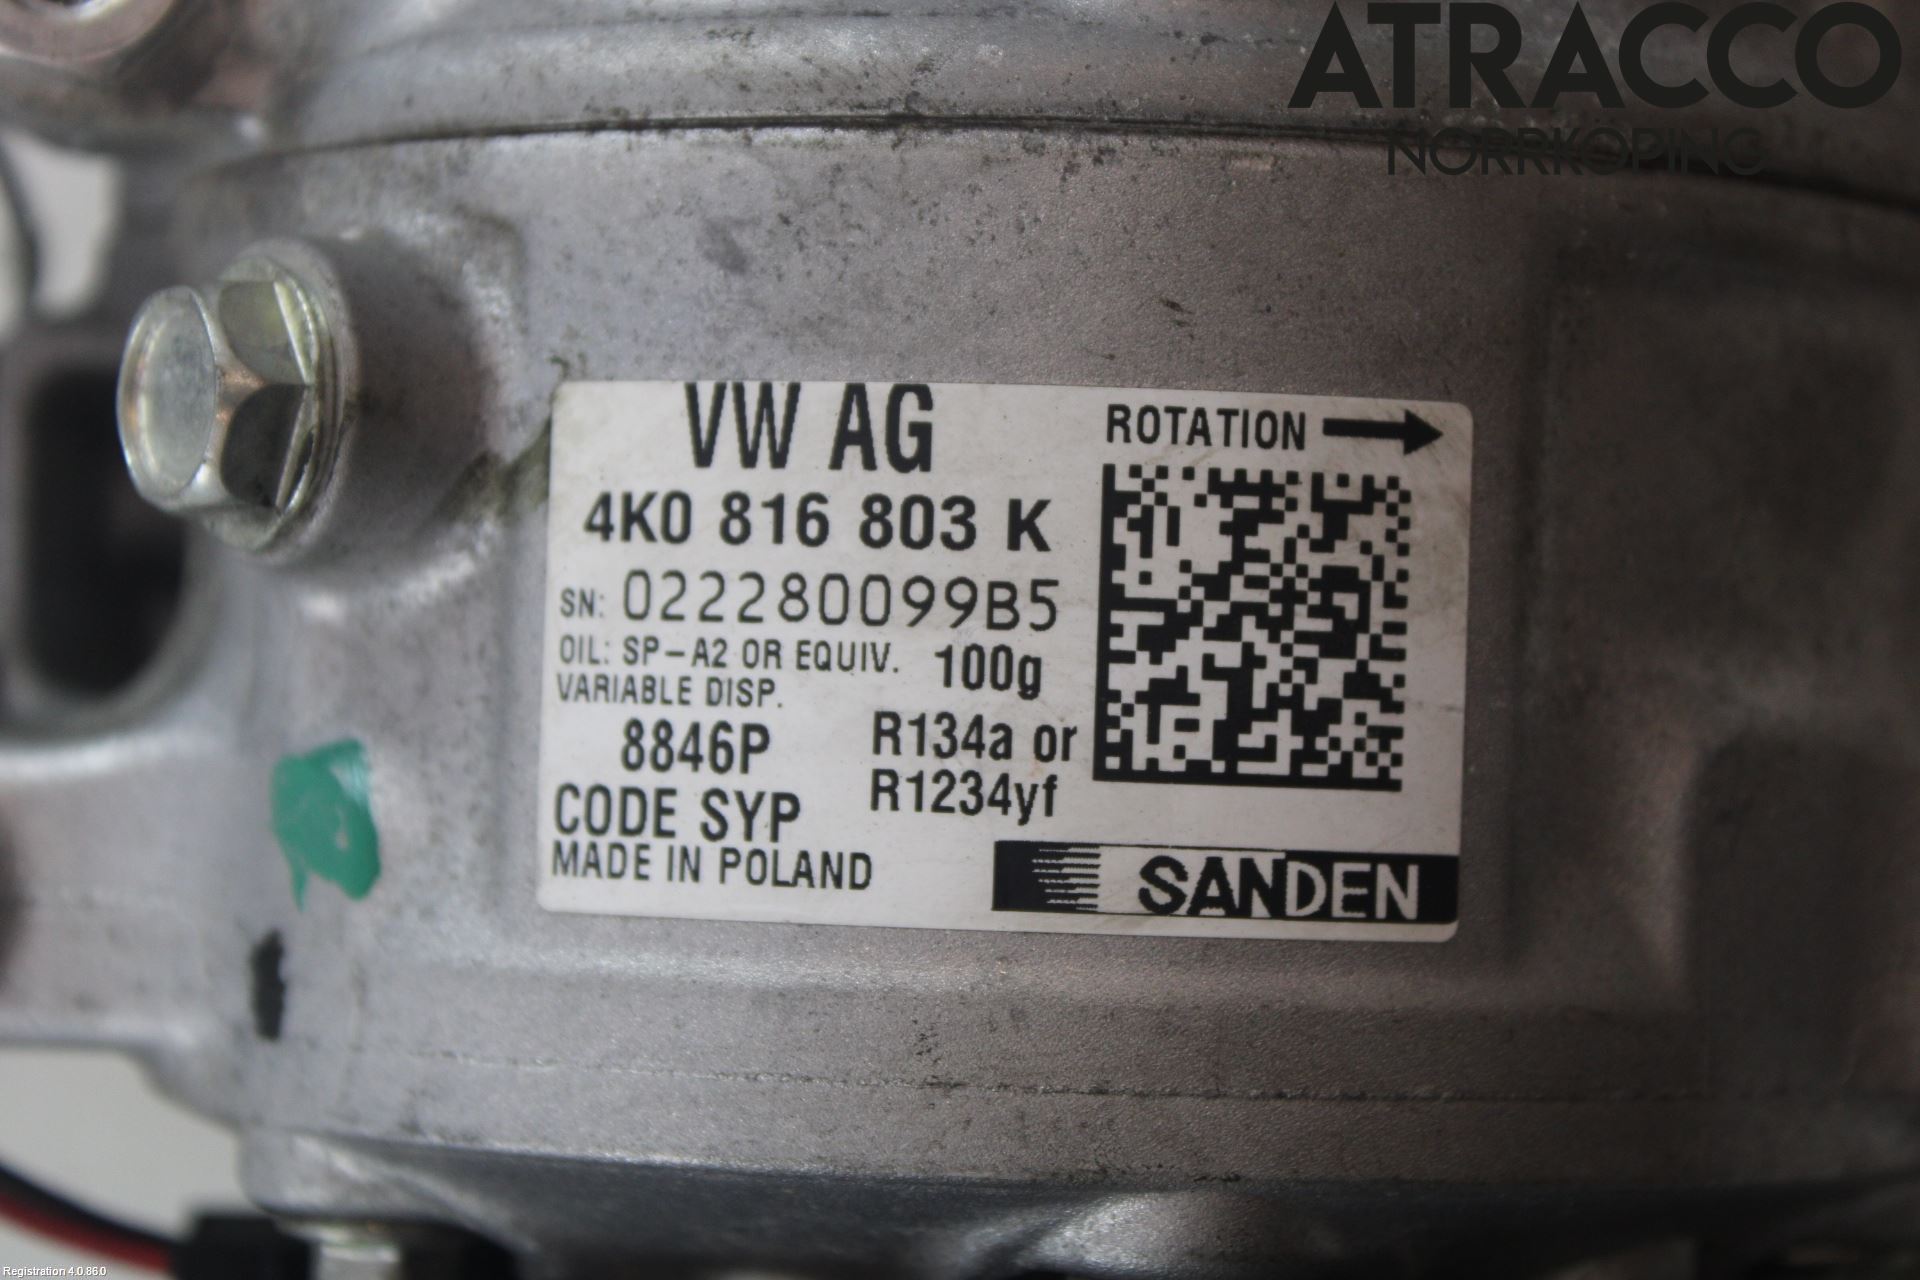 ATRACCO
NORRKÖPING
VW AG
ROTATION
4K0 816 803 K
SN: 022280099B5
OIL: SP-A2 OR EQUIV. 100g
VARIABLE DISP.
8846P R134a or
R1234yf
CODE SYP
MADE IN POLAND
SANDEN
Registration 4.0.86.0